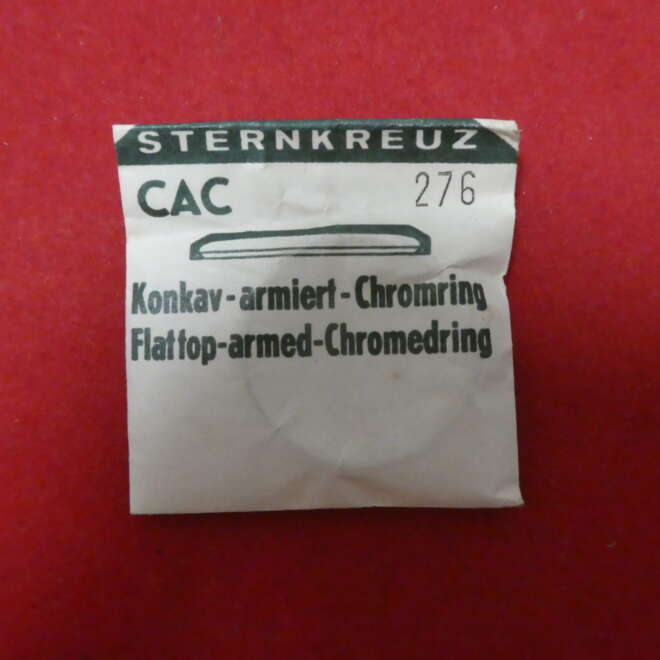 STERNKREUZ
CAC 276
Konkav-armiert-Chromring
Flattop-armed-Chromedring